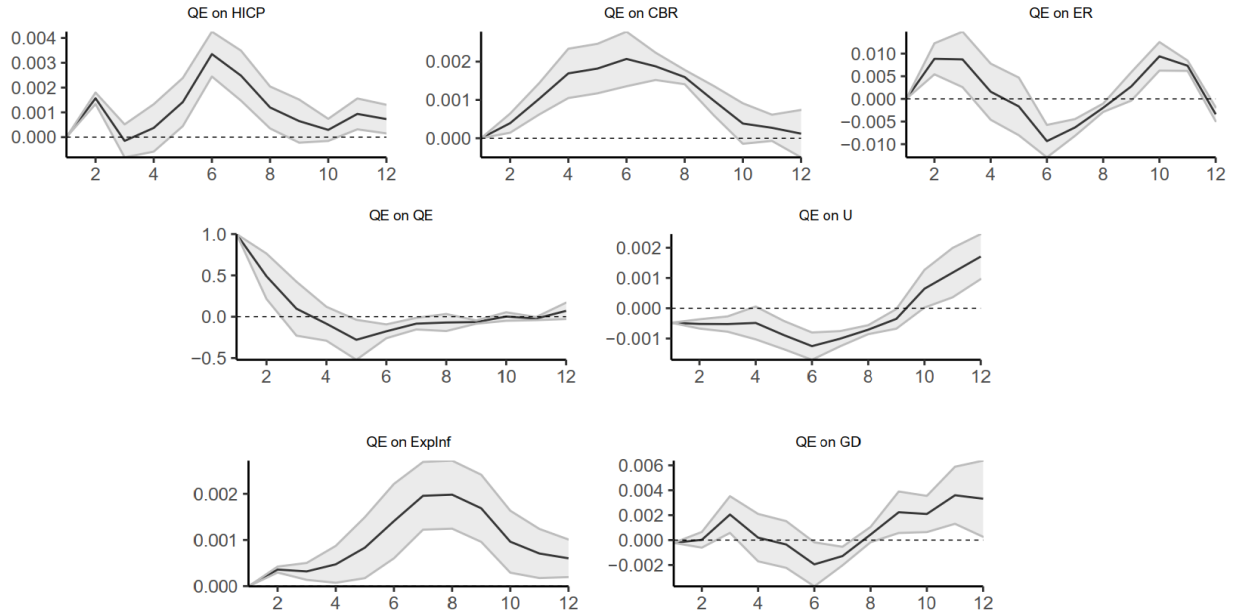 QE on HICP
0.004
0.003
0.002
0.001
0.000
2 4 6 8 10 12
QE on CBR
0.002
0.001
0.000
2 4 6 8 10 12
QE on ER
0.010
0.005
0.000
−0.005
−0.010
2 4 6 8 10 12
QE on QE
1.0
0.5
0.0
−0.5
2 4 6 8 10 12
QE on U
0.002
0.001
0.000
−0.001
2 4 6 8 10 12
QE on ExpInf
0.002
0.001
0.000
2 4 6 8 10 12
QE on GD
0.006
0.004
0.002
0.000
−0.002
2 4 6 8 10 12